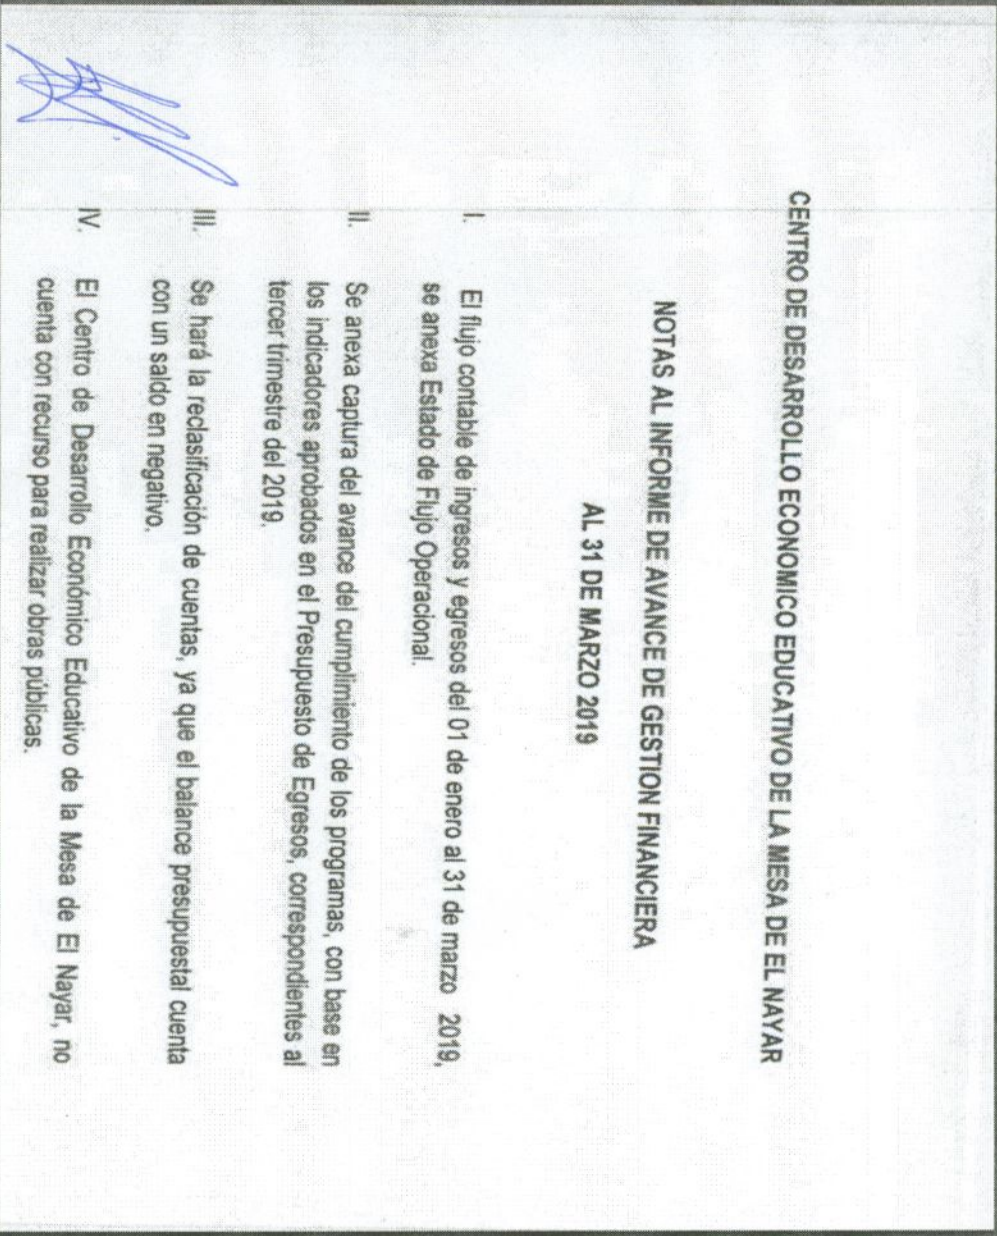 CENTRO DE DESARROLLO ECONOMICO EDUCATIVO DE LA MESA DE EL NAYAR
NOTAS AL INFORME DE AVANCE DE GESTION FINANCIERA
AL 31 DE MARZO 2019
I. El flujo contable de ingresos y egresos del 01 de enero al 31 de marzo 2019,
se anexa Estado de Flujo Operacional.
II. Se anexa captura del avance del cumplimiento de los programas, con base en
los indicadores aprobados en el Presupuesto de Egresos, correspondientes al
tercer trimestre del 2019.
III. Se hará la reclasificación de cuentas, ya que el balance presupuestal cuenta
con un saldo en negativo.
IV. El Centro de Desarrollo Económico Educativo de la Mesa de El Nayar, no
cuenta con recurso para realizar obras públicas.